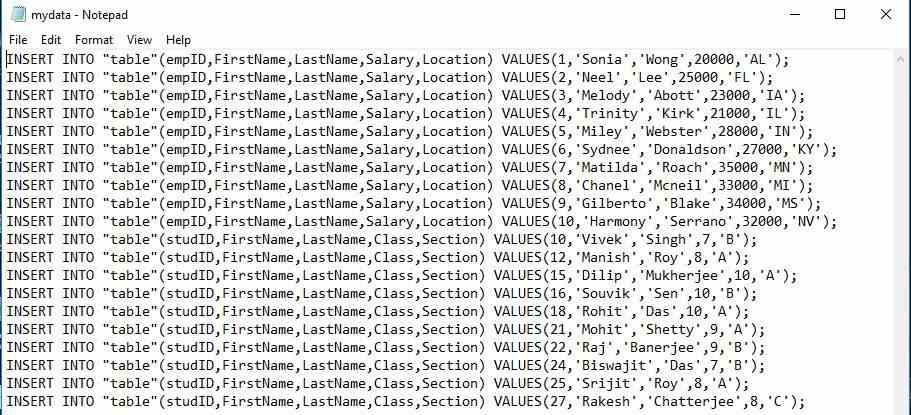 mydata - Notepad
File Edit Format View Help
INSERT INTO "table"(empID,FirstName,LastName,Salary,Location) VALUES(1,'Sonia','Wong',20000,'AL');
INSERT INTO "table"(empID,FirstName,LastName,Salary,Location) VALUES(2,'Neel','Lee',25000,'FL');
INSERT INTO "table"(empID,FirstName,LastName,Salary,Location) VALUES(3,'Melody','Abott',23000,'IA');
INSERT INTO "table"(empID,FirstName,LastName,Salary,Location) VALUES(4,'Trinity','Kirk',21000,'IL');
INSERT INTO "table"(empID,FirstName,LastName,Salary,Location) VALUES(5,'Miley','Webster',28000,'IN');
INSERT INTO "table"(empID,FirstName,LastName,Salary,Location) VALUES(6,'Sydnee','Donaldson',27000,'KY');
INSERT INTO "table"(empID,FirstName,LastName,Salary,Location) VALUES(7,'Matilda','Roach',35000,'MN');
INSERT INTO "table"(empID,FirstName,LastName,Salary,Location) VALUES(8,'Chanel','Mcneil',33000,'MI');
INSERT INTO "table"(empID,FirstName,LastName,Salary,Location) VALUES(9,'Gilberto','Blake',34000,'MS');
INSERT INTO "table"(empID,FirstName,LastName,Salary,Location) VALUES(10,'Harmony','Serrano',32000,'NV');
INSERT INTO "table"(studID,FirstName,LastName,Class,Section) VALUES(10,'Vivek','Singh',7,'B');
INSERT INTO "table"(studID,FirstName,LastName,Class,Section) VALUES(12,'Manish','Roy',8,'A');
INSERT INTO "table"(studID,FirstName,LastName,Class,Section) VALUES(15,'Dilip','Mukherjee',10,'A');
INSERT INTO "table"(studID,FirstName,LastName,Class,Section) VALUES(16,'Souvik','Sen',10,'B');
INSERT INTO "table"(studID,FirstName,LastName,Class,Section) VALUES(18,'Rohit','Das',10,'A');
INSERT INTO "table"(studID,FirstName,LastName,Class,Section) VALUES(21,'Mohit','Shetty',9,'A');
INSERT INTO "table"(studID,FirstName,LastName,Class,Section) VALUES(22,'Raj','Banerjee',9,'B');
INSERT INTO "table"(studID,FirstName,LastName,Class,Section) VALUES(24,'Biswajit','Das',7,'B');
INSERT INTO "table"(studID,FirstName,LastName,Class,Section) VALUES(25,'Srijit','Roy',8,'A');
INSERT INTO "table"(studID,FirstName,LastName,Class,Section) VALUES(27,'Rakesh','Chatterjee',8,'C');